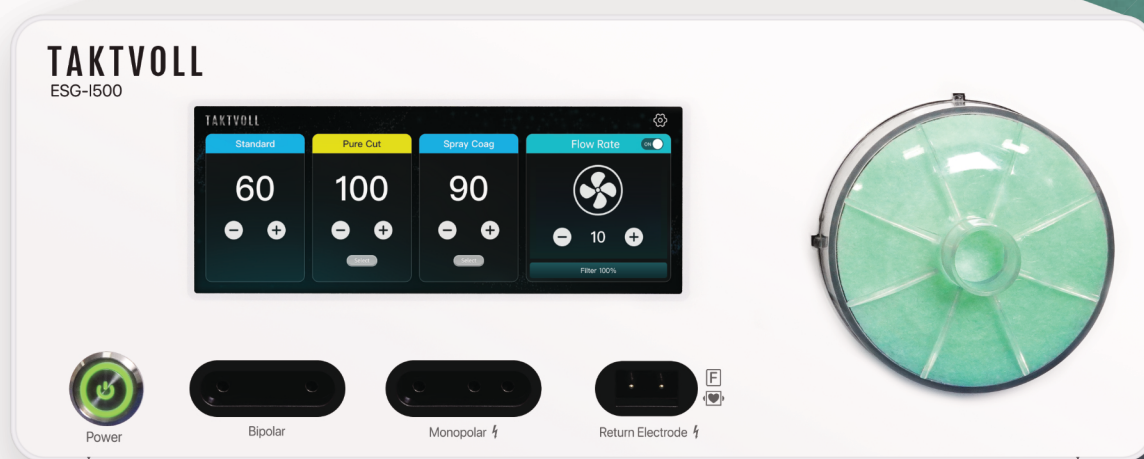 TAKTVOLL
ESG-I500
TAKTVOLL
Standard
Pure Cut
Spray Coag
Flow Rate
ON
60
100
90
10
Select
Select
Filter 100%
F
Power
Bipolar
Monopolar
Return Electrode